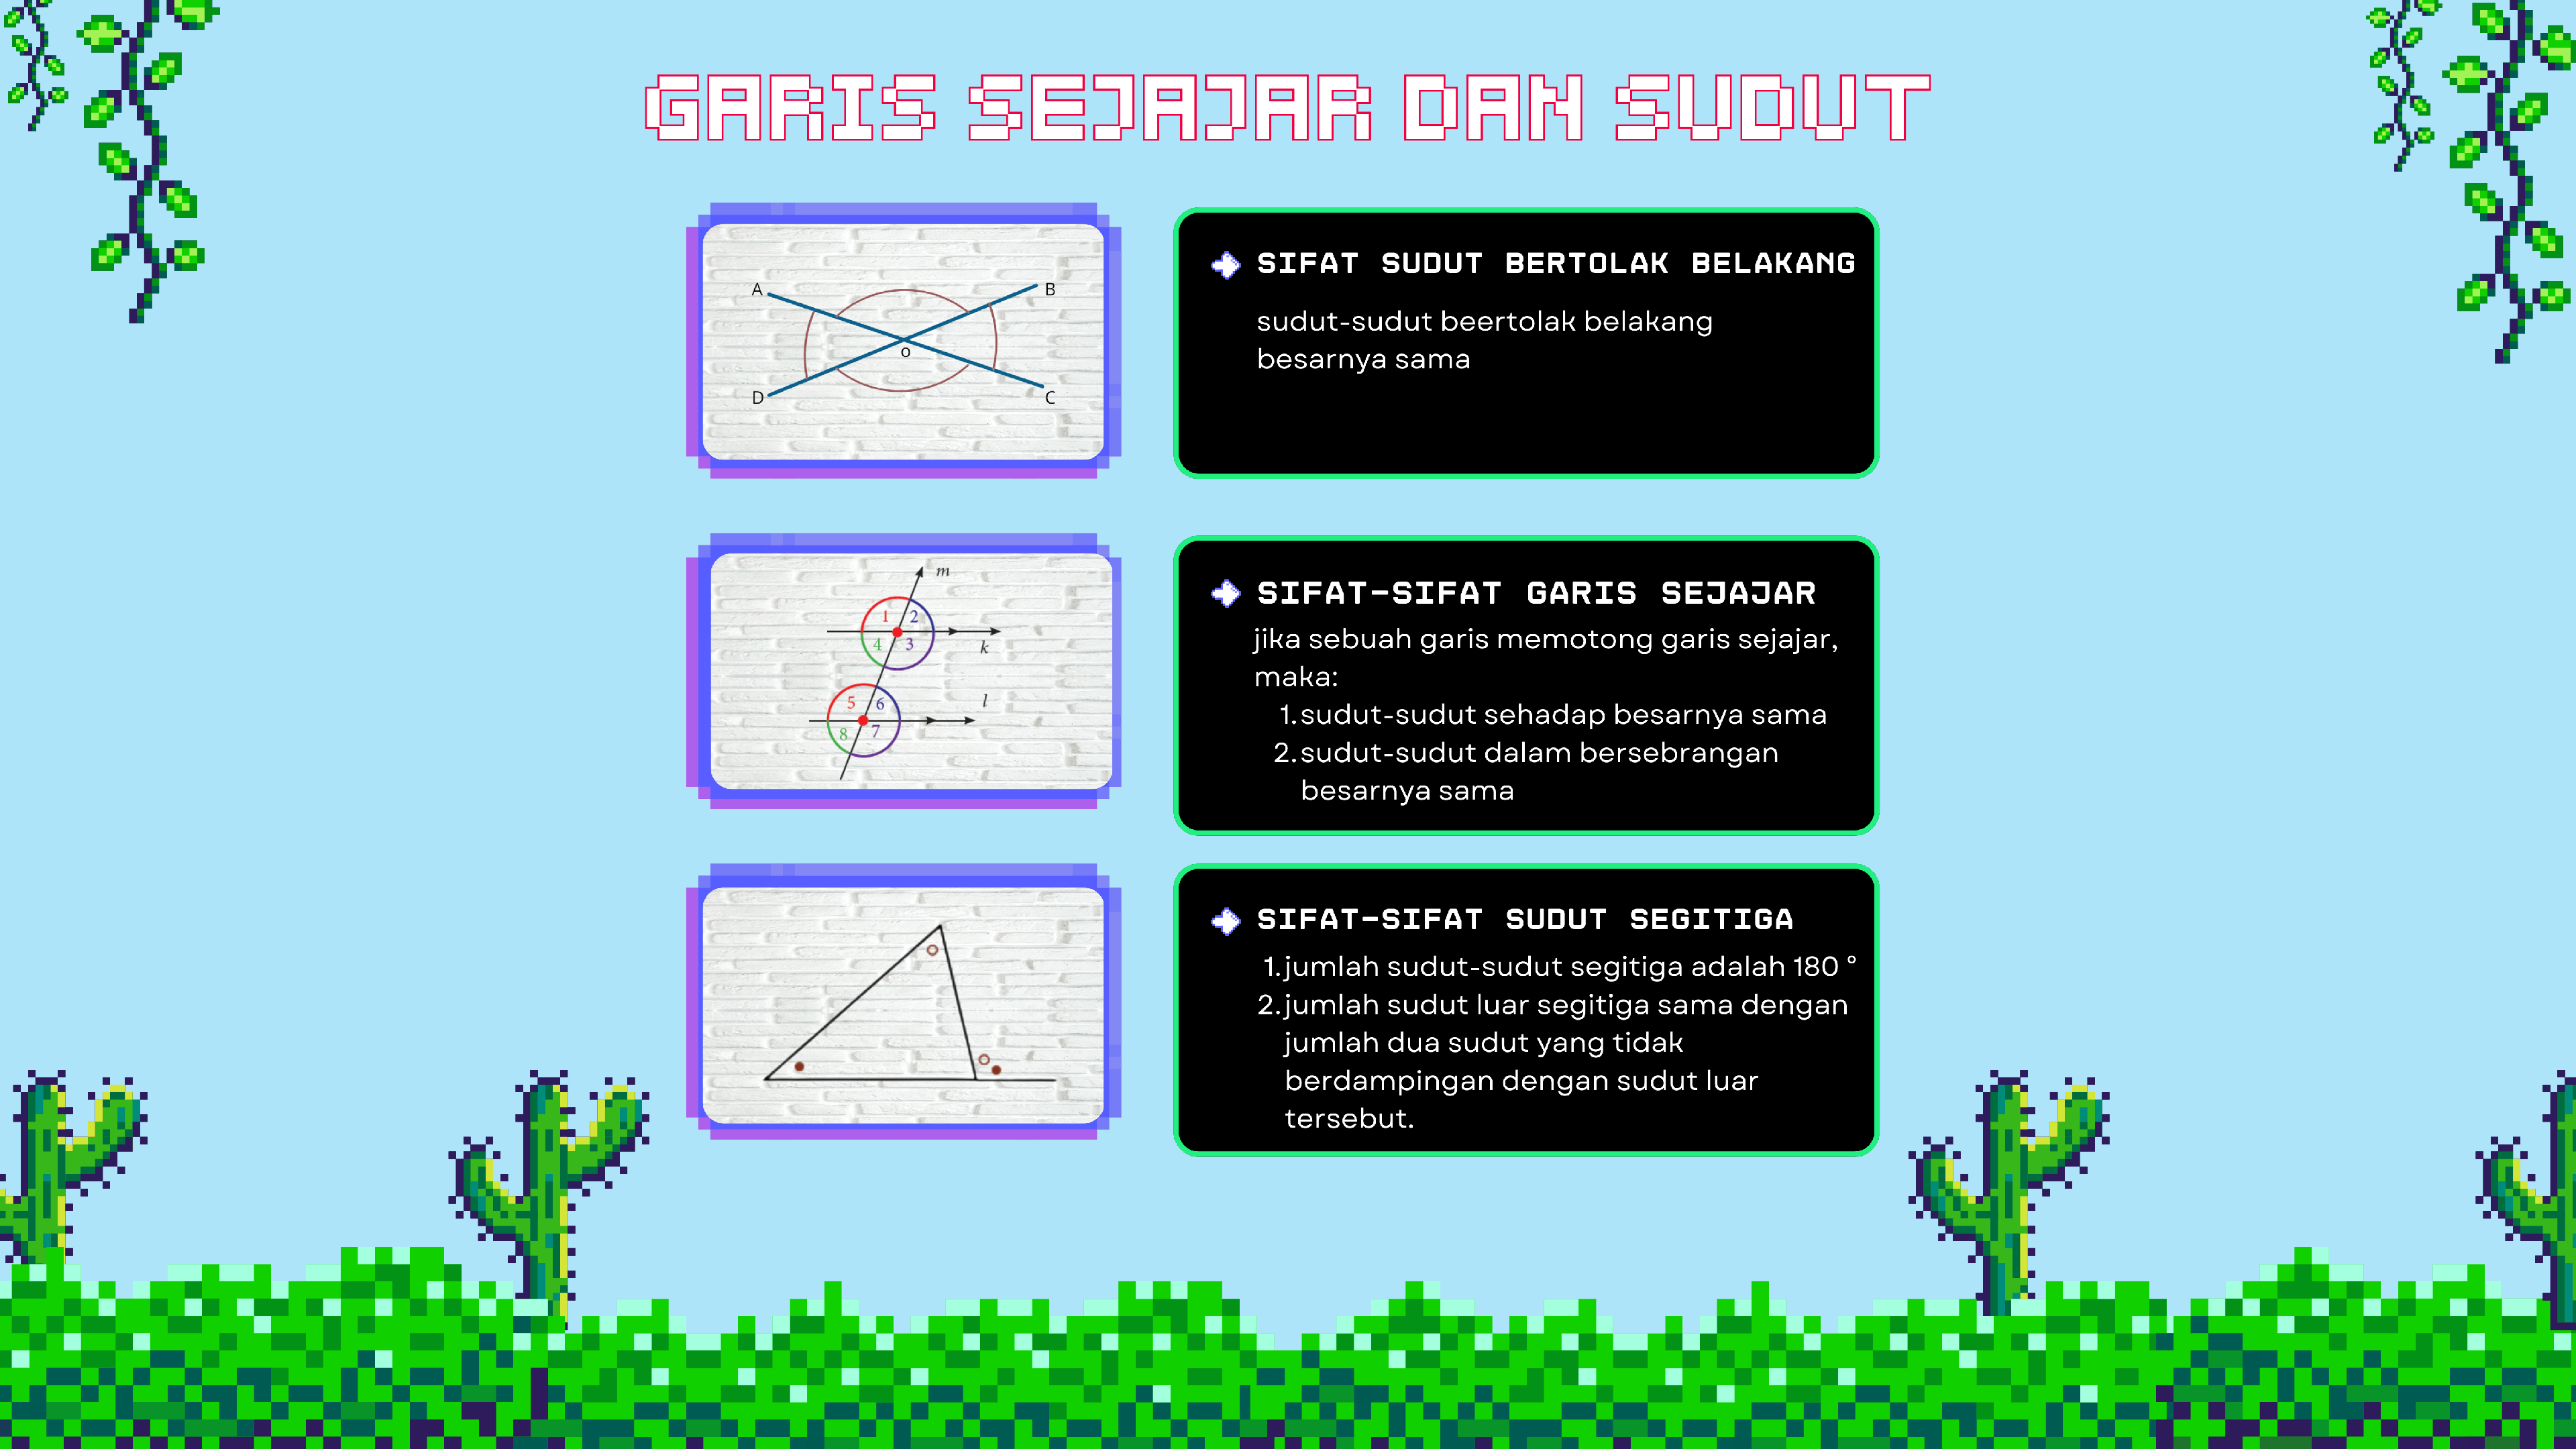 GARIS SEJAJAR DAN SUDUT
A
B
O
D
C
SIFAT SUDUT BERTOLAK BELAKANG
sudut-sudut beertolak belakang
besarnya sama
m
1
2
4
3
k
5
6
l
8
7
SIFAT-SIFAT GARIS SEJAJAR
jika sebuah garis memotong garis sejajar,
maka:
1.sudut-sudut sehadap besarnya sama
2.sudut-sudut dalam bersebrangan
besarnya sama
SIFAT-SIFAT SUDUT SEGITIGA
1.jumlah sudut-sudut segitiga adalah 180 °
2.jumlah sudut luar segitiga sama dengan
jumlah dua sudut yang tidak
berdampingan dengan sudut luar
tersebut.